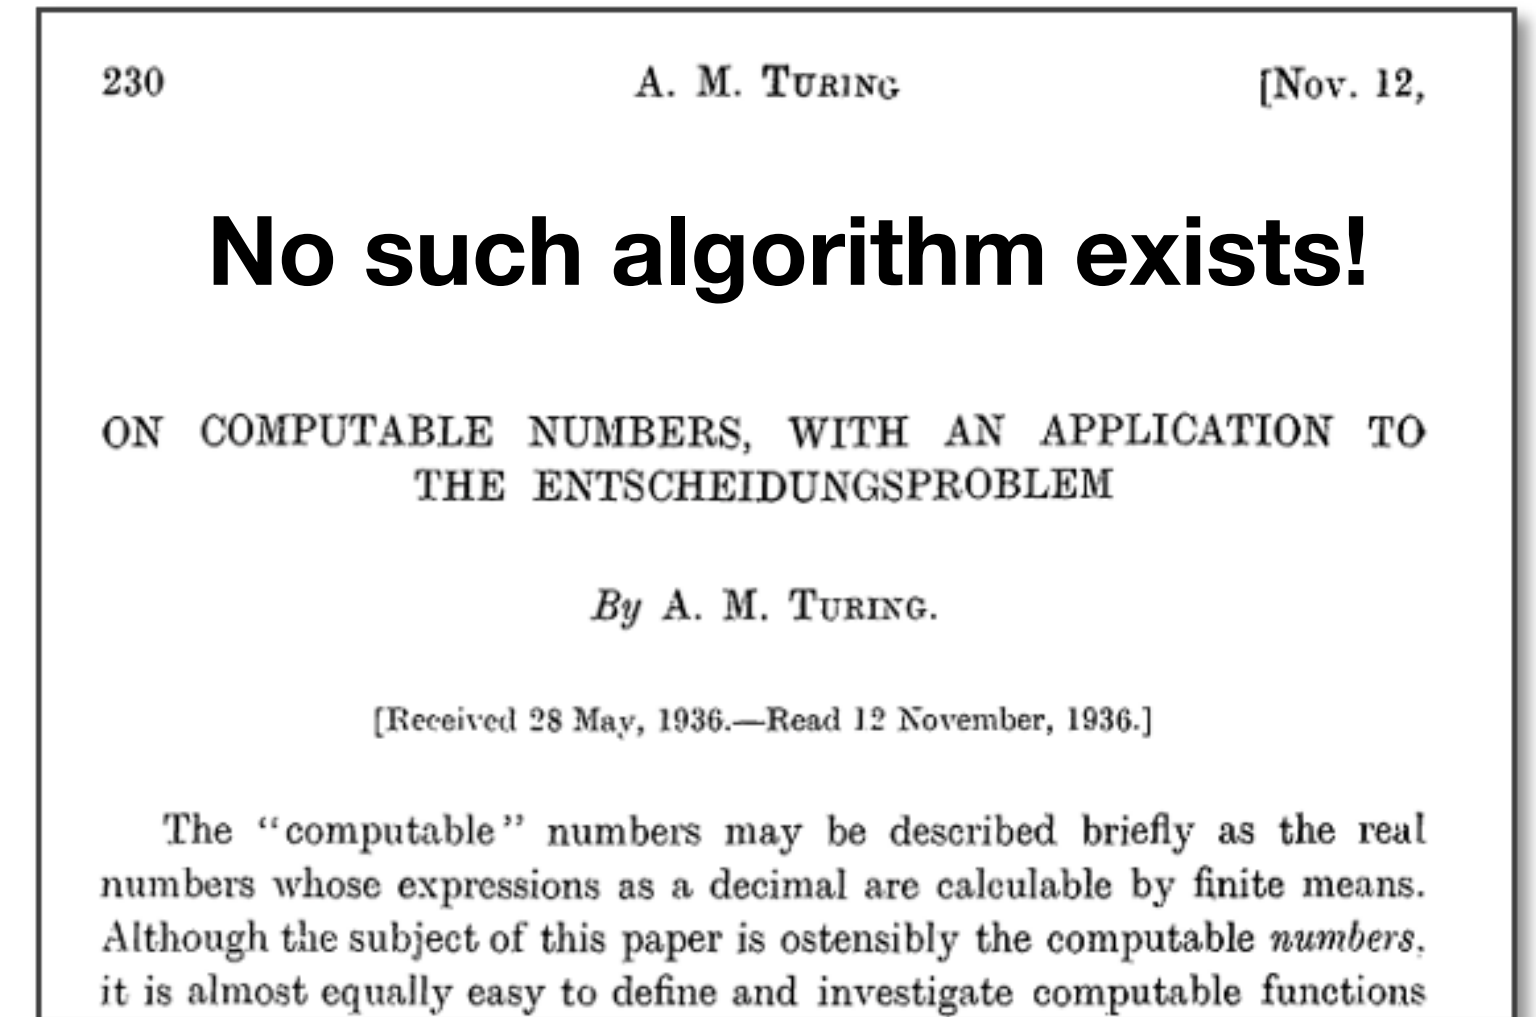 230 A. M. TURING [Nov. 12,
No such algorithm exists!
ON COMPUTABLE NUMBERS, WITH AN APPLICATION TO
THE ENTSCHEIDUNGSPROBLEM
By A. M. TURING.
[Received 28 May, 1936.—Read 12 November, 1936.]
The “computable” numbers may be described briefly as the real
numbers whose expressions as a decimal are calculable by finite means.
Although the subject of this paper is ostensibly the computable numbers,
it is almost equally easy to define and investigate computable functions